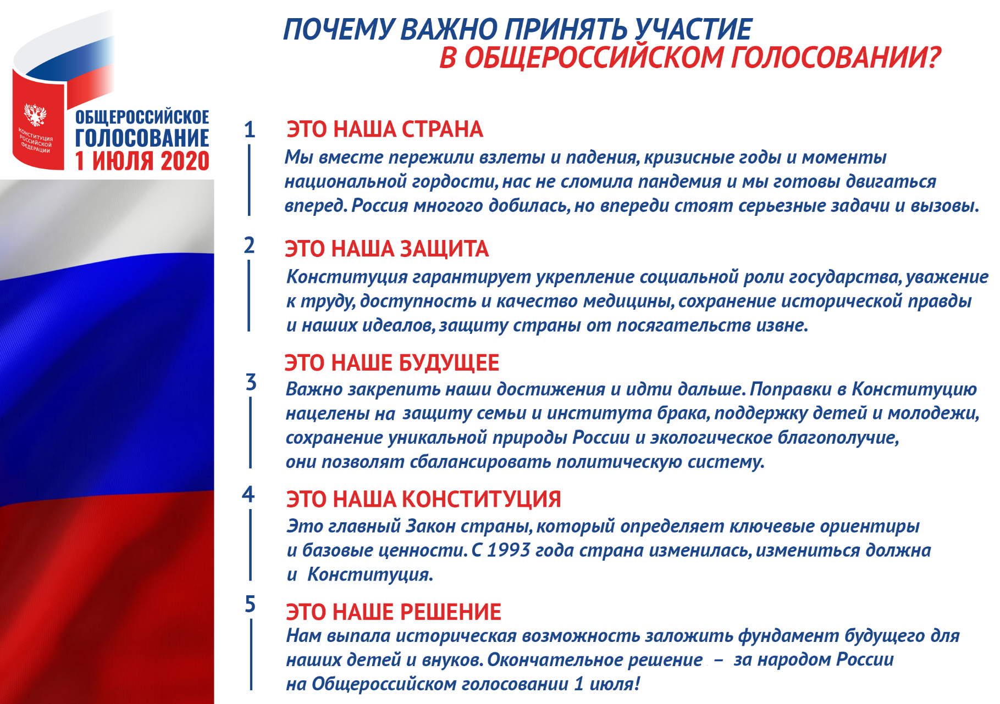 ПОЧЕМУ ВАЖНО ПРИНЯТЬ УЧАСТИЕ
В ОБЩЕРОССИЙСКОМ ГОЛОСОВАНИИ?
КОНСТИТУЦИЯ
РОССИЙСКОЙ
ФЕДЕРАЦИИ
ОБЩЕРОССИЙСКОЕ
ГОЛОСОВАНИЕ
1 ИЮЛЯ 2020
1 ЭТО НАША СТРАНА
Мы вместе пережили взлеты и падения, кризисные годы и моменты
национальной гордости, нас не сломила пандемия и мы готовы двигаться
вперед. Россия многого добилась, но впереди стоят серьезные задачи и вызовы.
2 ЭТО НАША ЗАЩИТА
Конституция гарантирует укрепление социальной роли государства, уважение
к труду, доступность и качество медицины, сохранение исторической правды
и наших идеалов, защиту страны от посягательств извне.
3 ЭТО НАШЕ БУДУЩЕЕ
Важно закрепить наши достижения и идти дальше. Поправки в Конституцию
нацелены на защиту семьи и института брака, поддержку детей и молодежи,
сохранение уникальной природы России и экологическое благополучие,
они позволят сбалансировать политическую систему.
4 ЭТО НАША КОНСТИТУЦИЯ
Это главный Закон страны, который определяет ключевые ориентиры
и базовые ценности. С 1993 года страна изменилась, измениться должна
и Конституция.
5 ЭТО НАШЕ РЕШЕНИЕ
Нам выпала историческая возможность заложить фундамент будущего для
наших детей и внуков. Окончательное решение – за народом России
на Общероссийском голосовании 1 июля!